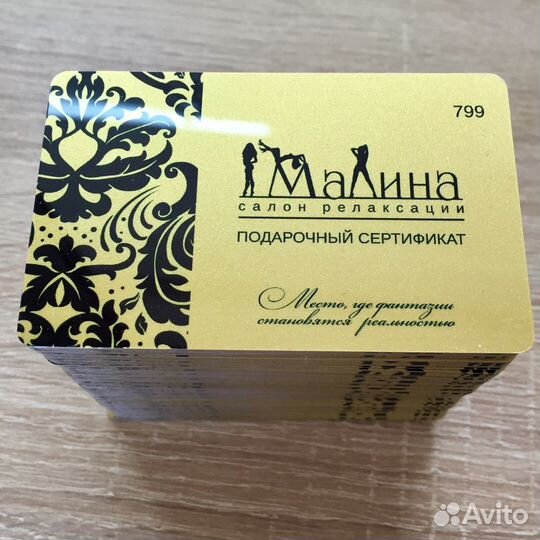 799
МаЛина
салон релаксации
ПОДАРОЧНЫЙ СЕРТИФИКАТ
Место, где фантазии
становятся реальностью
Avito